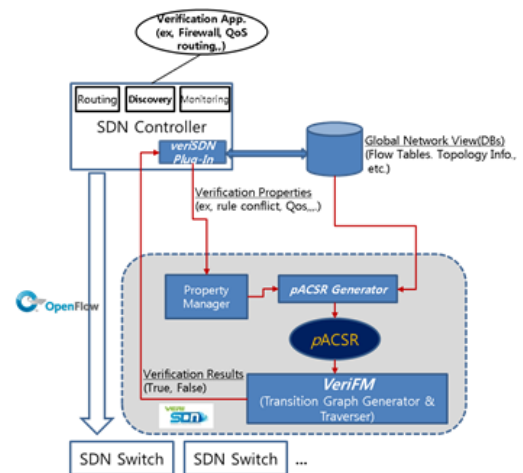 Verification App.
(ex, Firewall, QoS
routing,,)
Routing
Discovery
Monitoring
SDN Controller
veriSDN
Plug-In
Global Network View(DBs)
(Flow Tables. Topology Info.,
etc.)
Verification Properties
(ex, rule conflict, Qos,,,.)
Property
Manager
pACSR Generator
OpenFlow
pACSR
Verification Results
(True, False)
VeriFM
(Transition Graph Generator &
Traverser)
VERI
SDN
SDN Switch
SDN Switch
...